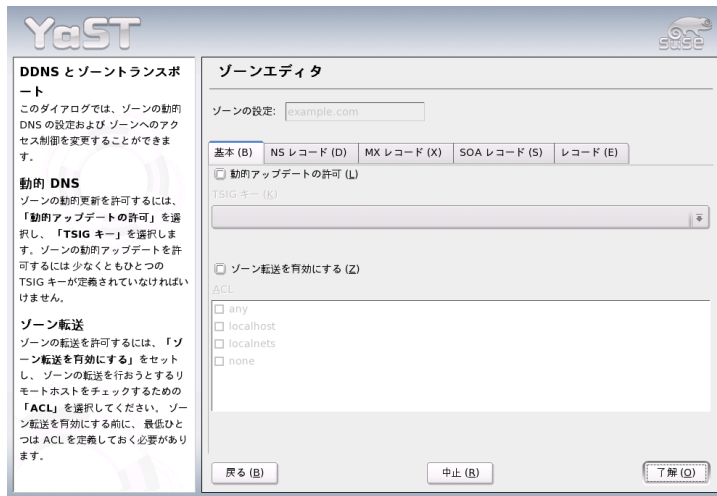 YaST
SUSE
DDNS とゾーントランスポ
ート
このダイアログでは、ゾーンの動的
DNS の設定および ゾーンへのアク
セス制御を変更することができま
す。
動的 DNS
ゾーンの動的更新を許可するには、
「動的アップデートの許可」を選
択し、 「TSIG キー」を選択しま
す。ゾーンの動的アップデートを許
可するには 少なくともひとつの
TSIG キーが定義されていなければい
けません。
ゾーン転送
ゾーンの転送を許可するには、「ゾ
ーン転送を有効にする」をセット
し、 ゾーンの転送を行おうとするリ
モートホストをチェックするための
「ACL」を選択してください。 ゾー
ン転送を有効にする前に、 最低ひと
つは ACL を定義しておく必要があり
ます。
ゾーンエディタ
ゾーンの設定: example.com
基本 (B) NS レコード (D) MX レコード (X) SOA レコード (S) レコード (E)
動的アップデートの許可 (L)
TSIG キー (K)
ゾーン転送を有効にする (Z)
ACL
any
localhost
localnets
none
戻る (B) 中止 (R) 了解 (O)